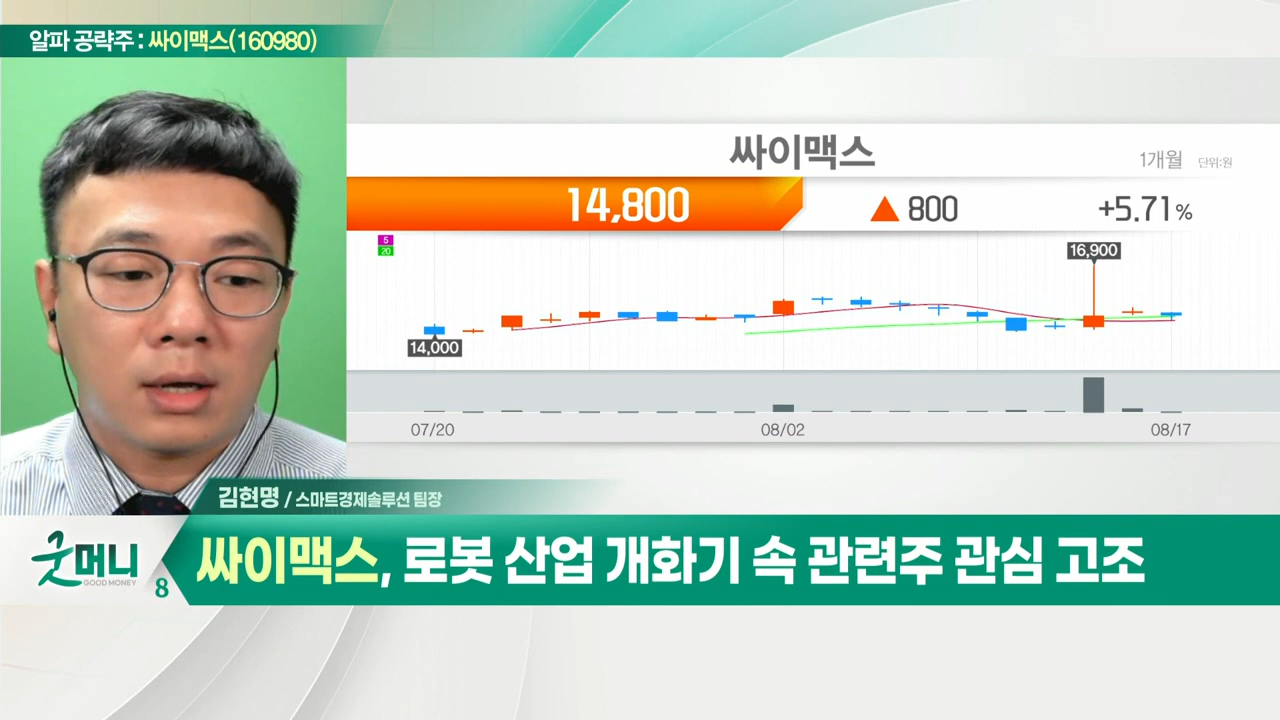 알파 공략주 : 싸이맥스(160980)
싸이맥스
1개월 단위:원
14,800 ▲ 800 +5.71%
5
20
16,900
14,000
07/20 08/02 08/17
김현명 / 스마트경제솔루션 팀장
굿머니
GOOD MONEY
8
싸이맥스, 로봇 산업 개화기 속 관련주 관심 고조